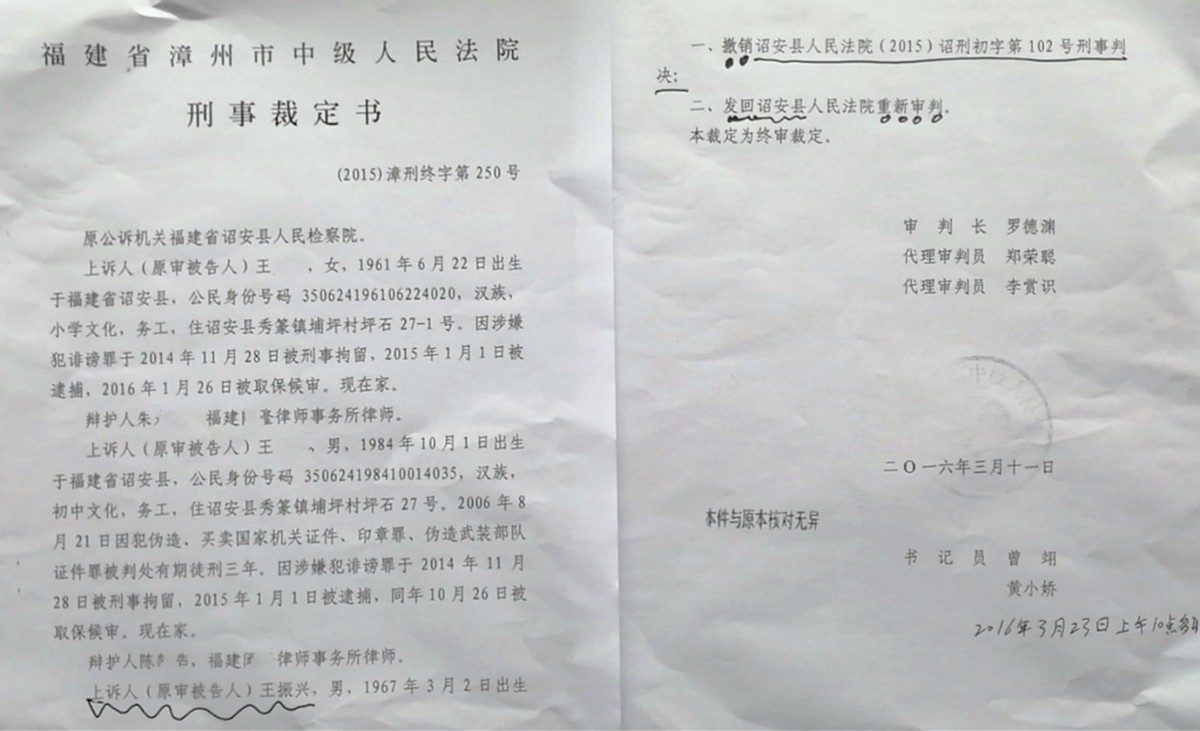 福建省漳州市中级人民法院
刑事裁定书
(2015)漳刑终字第250号
原公诉机关福建省诏安县人民检察院。
上诉人(原审被告人)王 ,女,1961年6月22日出生
于福建省诏安县,公民身份号码350624196106224020,汉族,
小学文化,务工,住诏安县秀篆镇埔坪村坪石27-1号。因涉嫌
犯诽谤罪于2014年11月28日被刑事拘留,2015年1月1日被
逮捕,2016年1月26日被取保候审。现在家。
辩护人朱 福建 律师事务所律师。
上诉人(原审被告人)王 ,男,1984年10月1日出生
于福建省诏安县,公民身份号码350624198410014035,汉族,
初中文化,务工,住诏安县秀篆镇埔坪村坪石27号。2006年8
月21日因犯伪造、买卖国家机关证件、印章罪、伪造武装部队
证件罪被判处有期徒刑三年。因涉嫌犯诽谤罪于2014年11月
28日被刑事拘留,2015年1月1日被逮捕,同年10月26日被
取保候审。现在家。
辩护人陈 告,福建 律师事务所律师。
上诉人(原审被告人)王振兴,男,1967年3月2日出生
一、撤销诏安县人民法院(2015)诏刑初字第102号刑事判
决;
二、发回诏安县人民法院重新审判。
本裁定为终审裁定。
审判长 罗德渊
代理审判员 郑荣聪
代理审判员 李赏识
二〇一六年三月十一日
本件与原本核对无异
书记员 曾翊
黄小娇
2016年3月23日上午10点